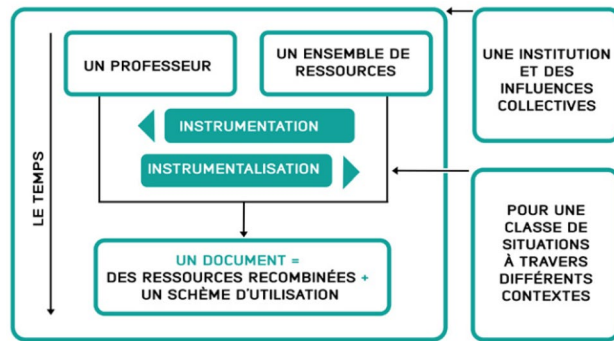 UN PROFESSEUR
UN ENSEMBLE DE
RESSOURCES
UNE INSTITUTION
ET DES
INFLUENCES
COLLECTIVES
INSTRUMENTATION
INSTRUMENTALISATION
LE TEMPS
UN DOCUMENT =
DES RESSOURCES RECOMBINÉES +
UN SCHÈME D'UTILISATION
POUR UNE
CLASSE DE
SITUATIONS
À TRAVERS
DIFFÉRENTS
CONTEXTES